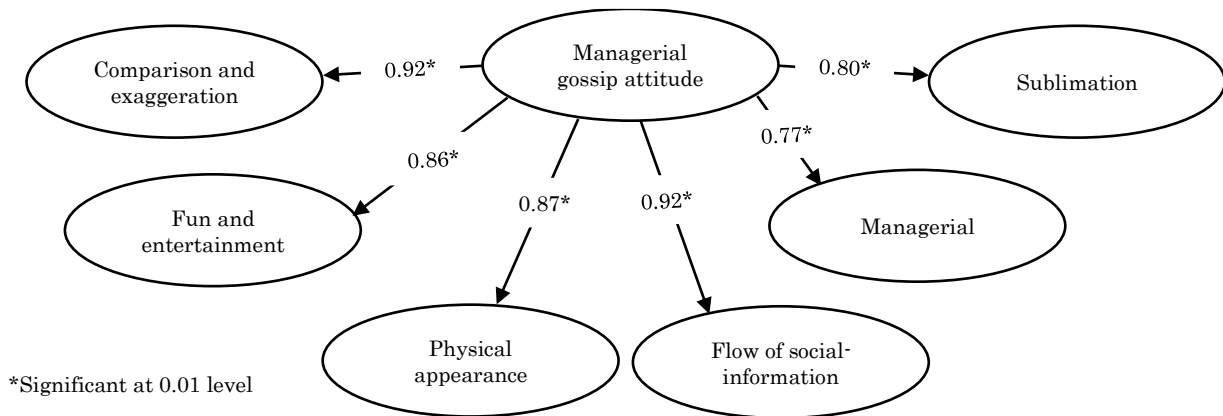 Managerial
gossip attitude
Comparison and
exaggeration
0.92*
0.80*
Sublimation
0.86*
0.77*
Fun and
entertainment
0.87*
0.92*
Managerial
Physical
appearance
Flow of social-
information
*Significant at 0.01 level